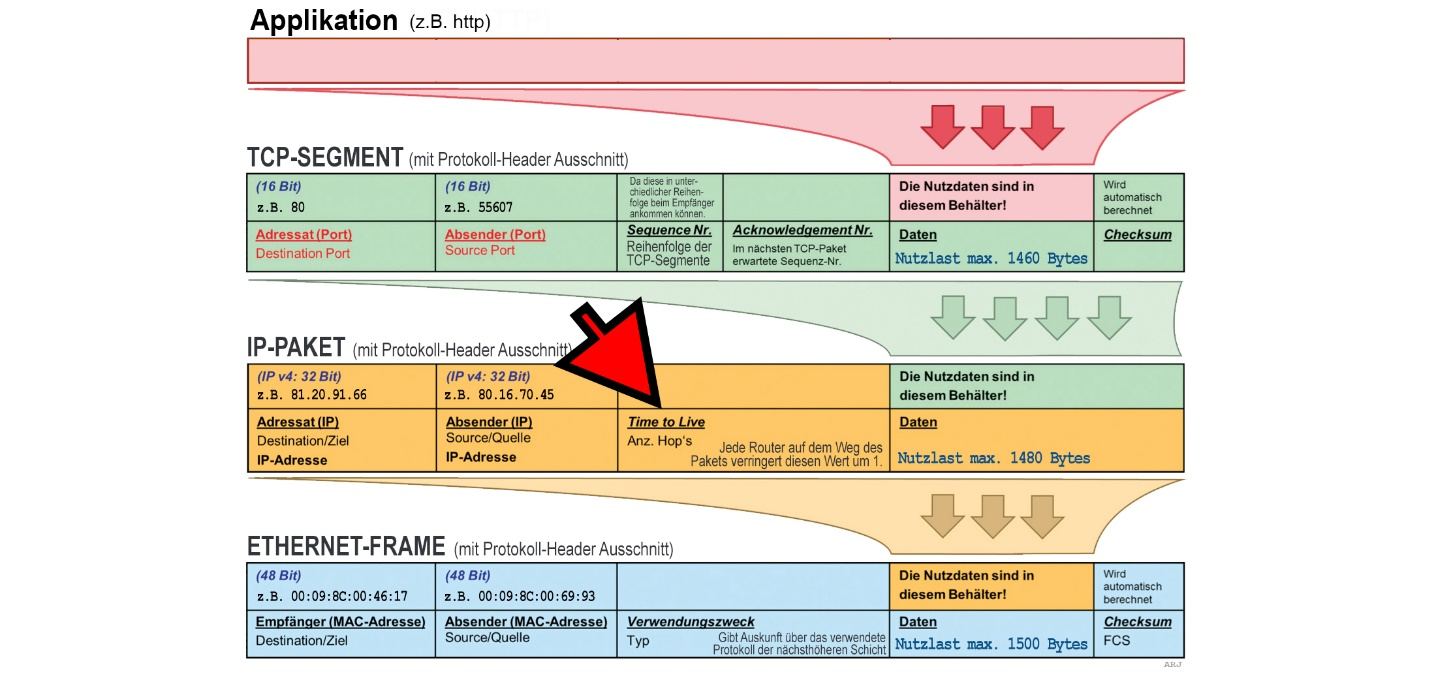 Applikation (z.B. http)
TCP-SEGMENT (mit Protokoll-Header Ausschnitt)
(16 Bit)
z.B. 80
(16 Bit)
z.B. 55607
Da diese in unter-
chiedlicher Reihen-
folge beim Empfänger
ankommen können.
Die Nutzdaten sind in
diesem Behälter!
Wird
automatisch
berechnet
Adressat (Port)
Destination Port
Absender (Port)
Source Port
Sequence Nr.
Reihenfolge der
TCP-Segmente
Acknowledgement Nr.
Im nächsten TCP-Paket
erwartete Sequenz-Nr.
Daten
Nutzlast max. 1460 Bytes
Checksum
IP-PAKET (mit Protokoll-Header Ausschnitt)
(IP v4: 32 Bit)
z.B. 81.20.91.66
(IP v4: 32 Bit)
z.B. 80.16.70.45
Die Nutzdaten sind in
diesem Behälter!
Adressat (IP)
Destination/Ziel
IP-Adresse
Absender (IP)
Source/Quelle
IP-Adresse
Time to Live
Anz. Hop's
Jede Router auf dem Weg des
Pakets verringert diesen Wert um 1.
Daten
Nutzlast max. 1480 Bytes
ETHERNET-FRAME (mit Protokoll-Header Ausschnitt)
(48 Bit)
z.B. 00:09:8C:00:46:17
(48 Bit)
z.B. 00:09:8C:00:69:93
Die Nutzdaten sind in
diesem Behälter!
Wird
automatisch
berechnet
Empfänger (MAC-Adresse)
Destination/Ziel
Absender (MAC-Adresse)
Source/Quelle
Verwendungszweck
Typ
Gibt Auskunft über das verwendete
Protokoll der nächsthöheren Schicht
Daten
Nutzlast max. 1500 Bytes
Checksum
FCS
ARJ